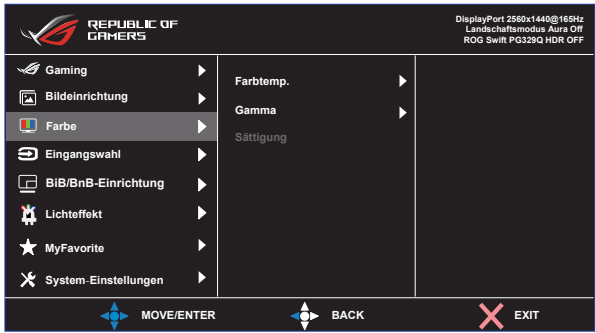 REPUBLIC OF
GAMERS
DisplayPort 2560x1440@165Hz
Landschaftsmodus Aura Off
ROG Swift PG329Q HDR OFF
Gaming
Bildeinrichtung
Farbe
Eingangswahl
BiB/BnB-Einrichtung
Lichteffekt
MyFavorite
System-Einstellungen
Farbtemp.
Gamma
Sättigung
MOVE/ENTER
BACK
EXIT